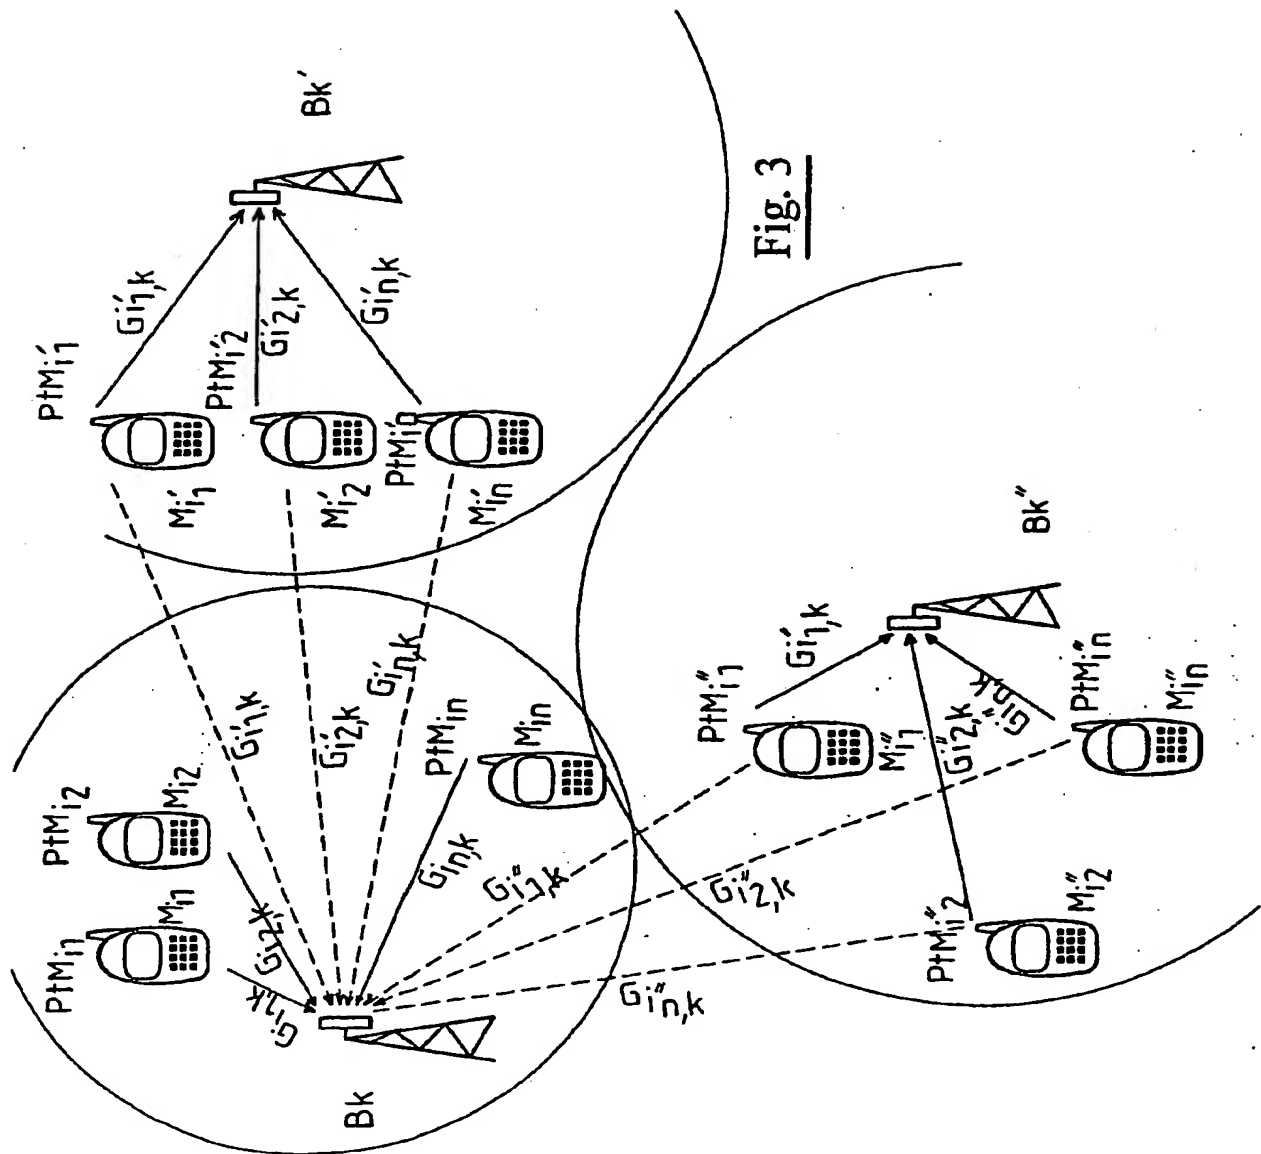 Bk'
Gi'1,k
PtMi'1
PtMi'2
Gi'2,k
Gi'n,k
PtMi'
Mi'1
Mi'2
Mi'n
Fig. 3
Bk"
Gi'1,k
PtMi"1
Mi"1
Gi"2,k
Gi"n,k
PtMi"n
Mi"n
PtMi"2
Mi"2
Gi'1,k
Gi'2,k
Gi'n,k
PtMin
Min
Gin,k
PtMi2
Mi2
PtMi1
Mi1
Gi2,k
Gi1,k
Gi"1,k
Gi"2,k
Gi"n,k
Bk